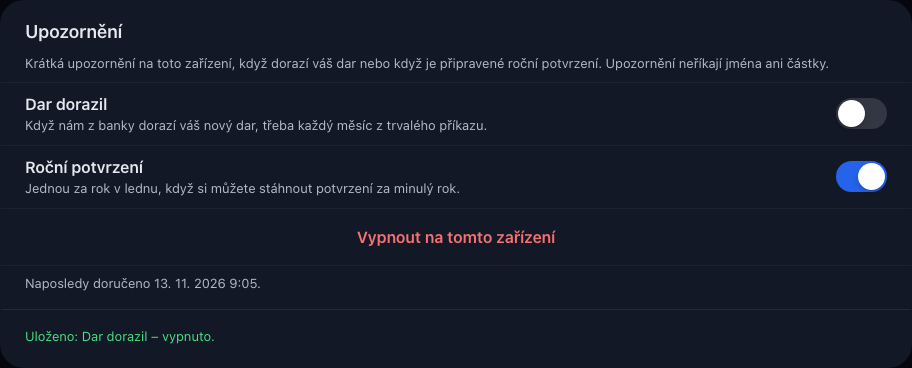 Upozornění
Krátká upozornění na toto zařízení, když dorazí váš dar nebo když je připravené roční potvrzení. Upozornění neříkají jména ani částky.
Dar dorazil
Když nám z banky dorazí váš nový dar, třeba každý měsíc z trvalého příkazu.
Roční potvrzení
Jednou za rok v lednu, když si můžete stáhnout potvrzení za minulý rok.
Vypnout na tomto zařízení
Naposledy doručeno 13. 11. 2026 9:05.
Uloženo: Dar dorazil – vypnuto.